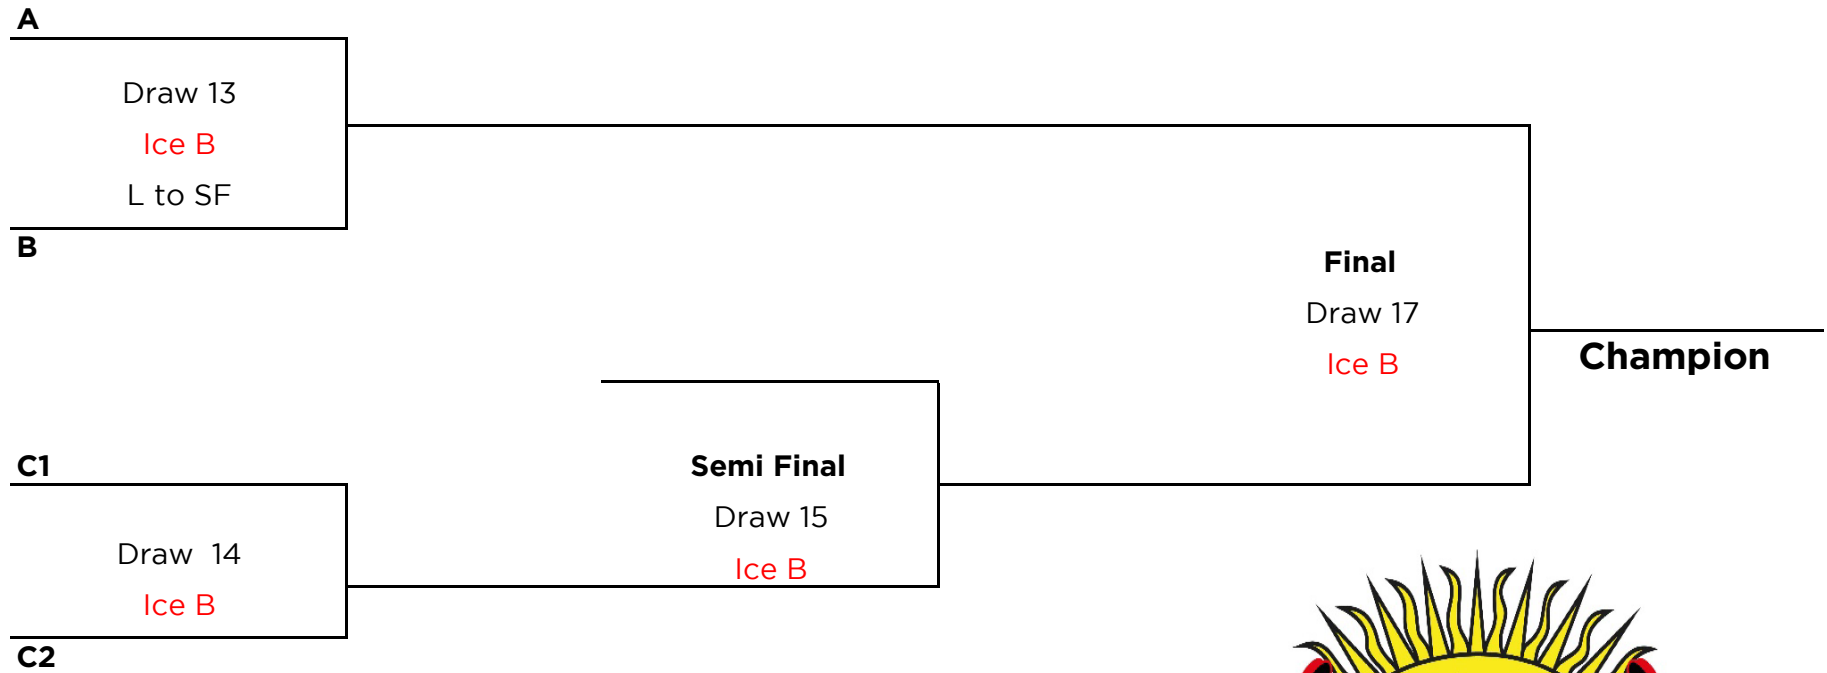 A
Draw 13
Ice B
L to SF
B
Final
Draw 17
Ice B
Champion
C1
Semi Final
Draw 15
Ice B
Draw  14
Ice B
C2